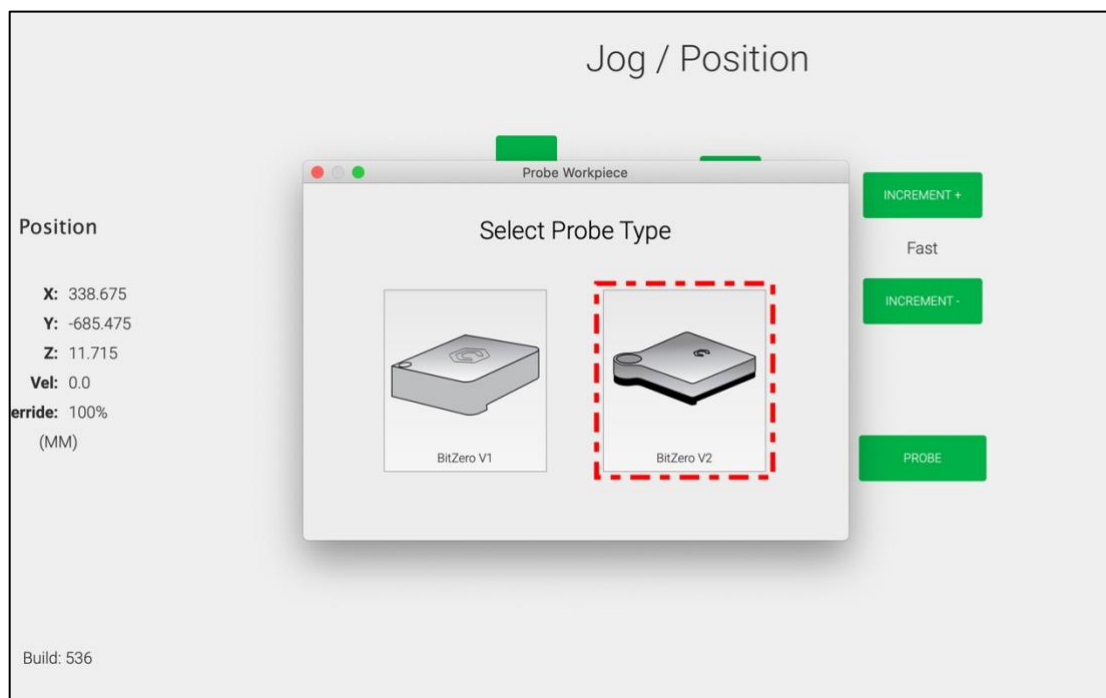 Jog / Position
Probe Workpiece
Select Probe Type
BitZero V1
BitZero V2
Position
X: 338.675
Y: -685.475
Z: 11.715
Vel: 0.0
erride: 100%
(MM)
INCREMENT +
Fast
INCREMENT -
PROBE
Build: 536